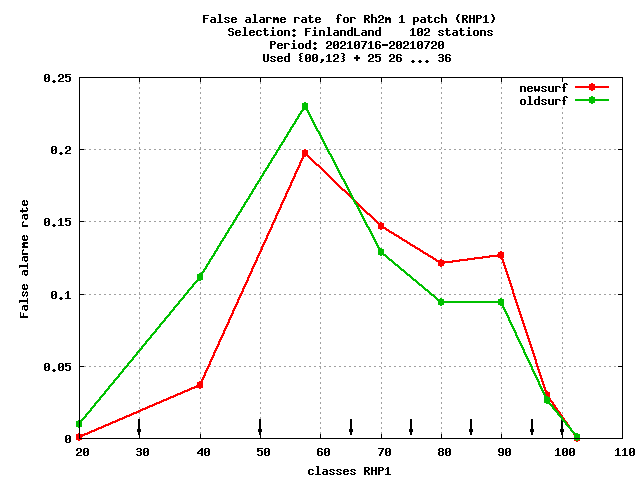 False alarme rate  for Rh2m 1 patch (RHP1)
Selection: FinlandLand    102 stations
Period: 20210716-20210720
Used {00,12} + 25 26 ... 36
newsurf
oldsurf
0.25
0.2
0.15
0.1
0.05
0
False alarme rate
20 30 40 50 60 70 80 90 100 110
classes RHP1